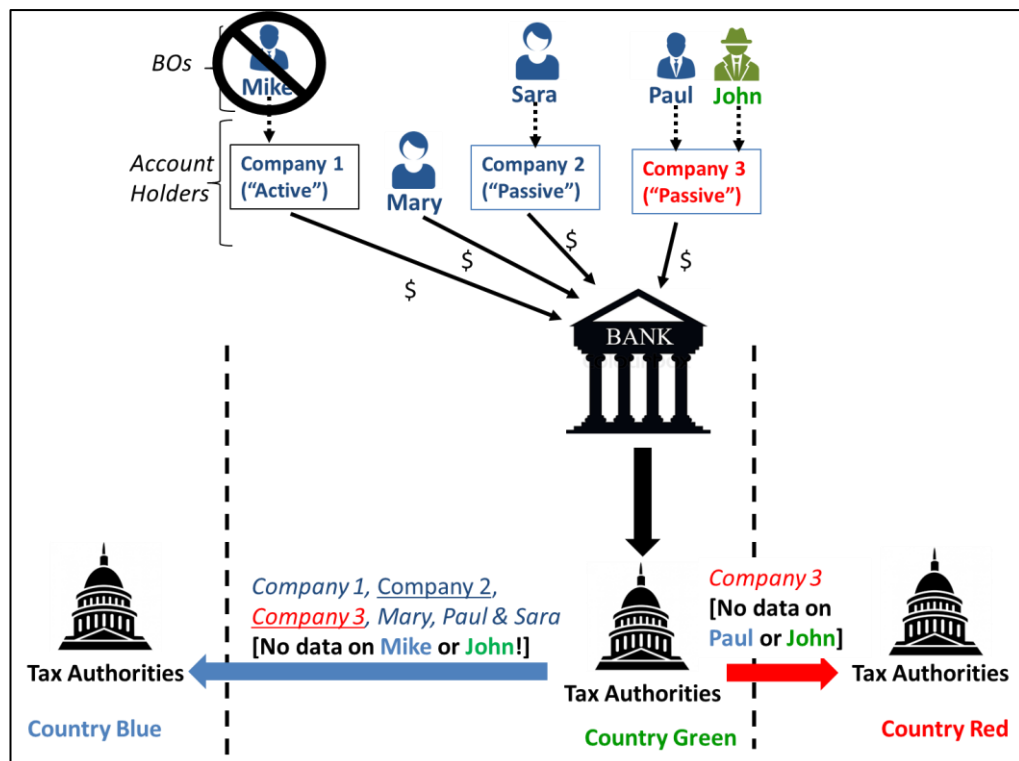 BOs
Mike
Sara
Paul
John
Account
Holders
Company 1
("Active")
Mary
Company 2
("Passive")
Company 3
("Passive")
$
$
$
$
BANK
Company 1, Company 2,
Company 3, Mary, Paul & Sara
[No data on Mike or John!]
Company 3
[No data on
Paul or John]
Tax Authorities
Tax Authorities
Tax Authorities
Country Blue
Country Green
Country Red